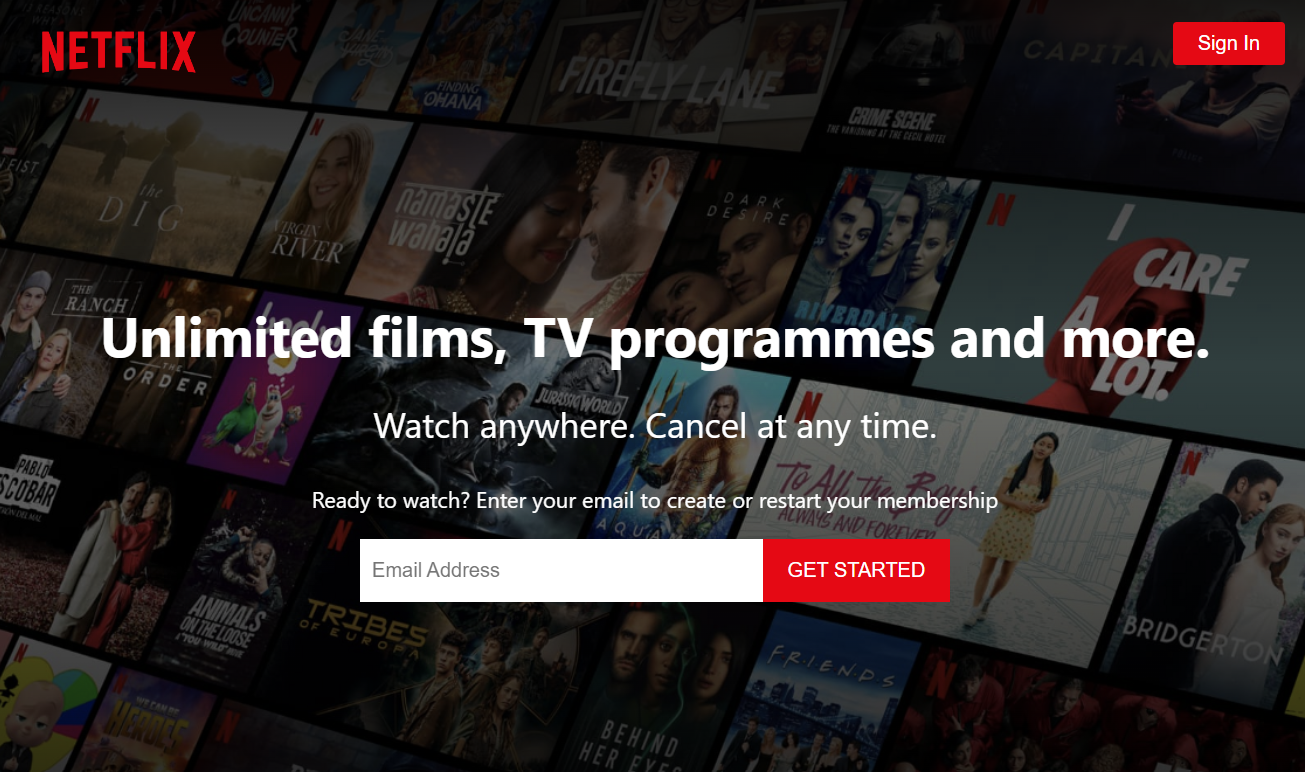 13 REASONS
WHY
UNCANNY
COUNTER
NETFLIX
Sign In
FINDING
OHANA
FIREFLY LANE
CRIME SCENE
THE VANISHING AT THE CECIL HOTEL
CAPITANI
the
DIG
VIRGIN
RIVER
namaste
wahala
DARK
DESIRE
RIVERDALE
I
CARE
A
LOT.
THE
RANCH
THE
ORDER
JURASSIC WORLD
Unlimited films, TV programmes and more.
Watch anywhere. Cancel at any time.
Ready to watch? Enter your email to create or restart your membership
Email Address
GET STARTED
PABLO
ESCOBAR
To All the Boys
ALWAYS AND FOREVER
AQUA
ANIMALS
ON THE LOOSE
TRIBES
OF EUROPA
BRIDGERTON
F·R·I·E·N·D·S
WE CAN BE
HEROES
BEHIND
HER EYES